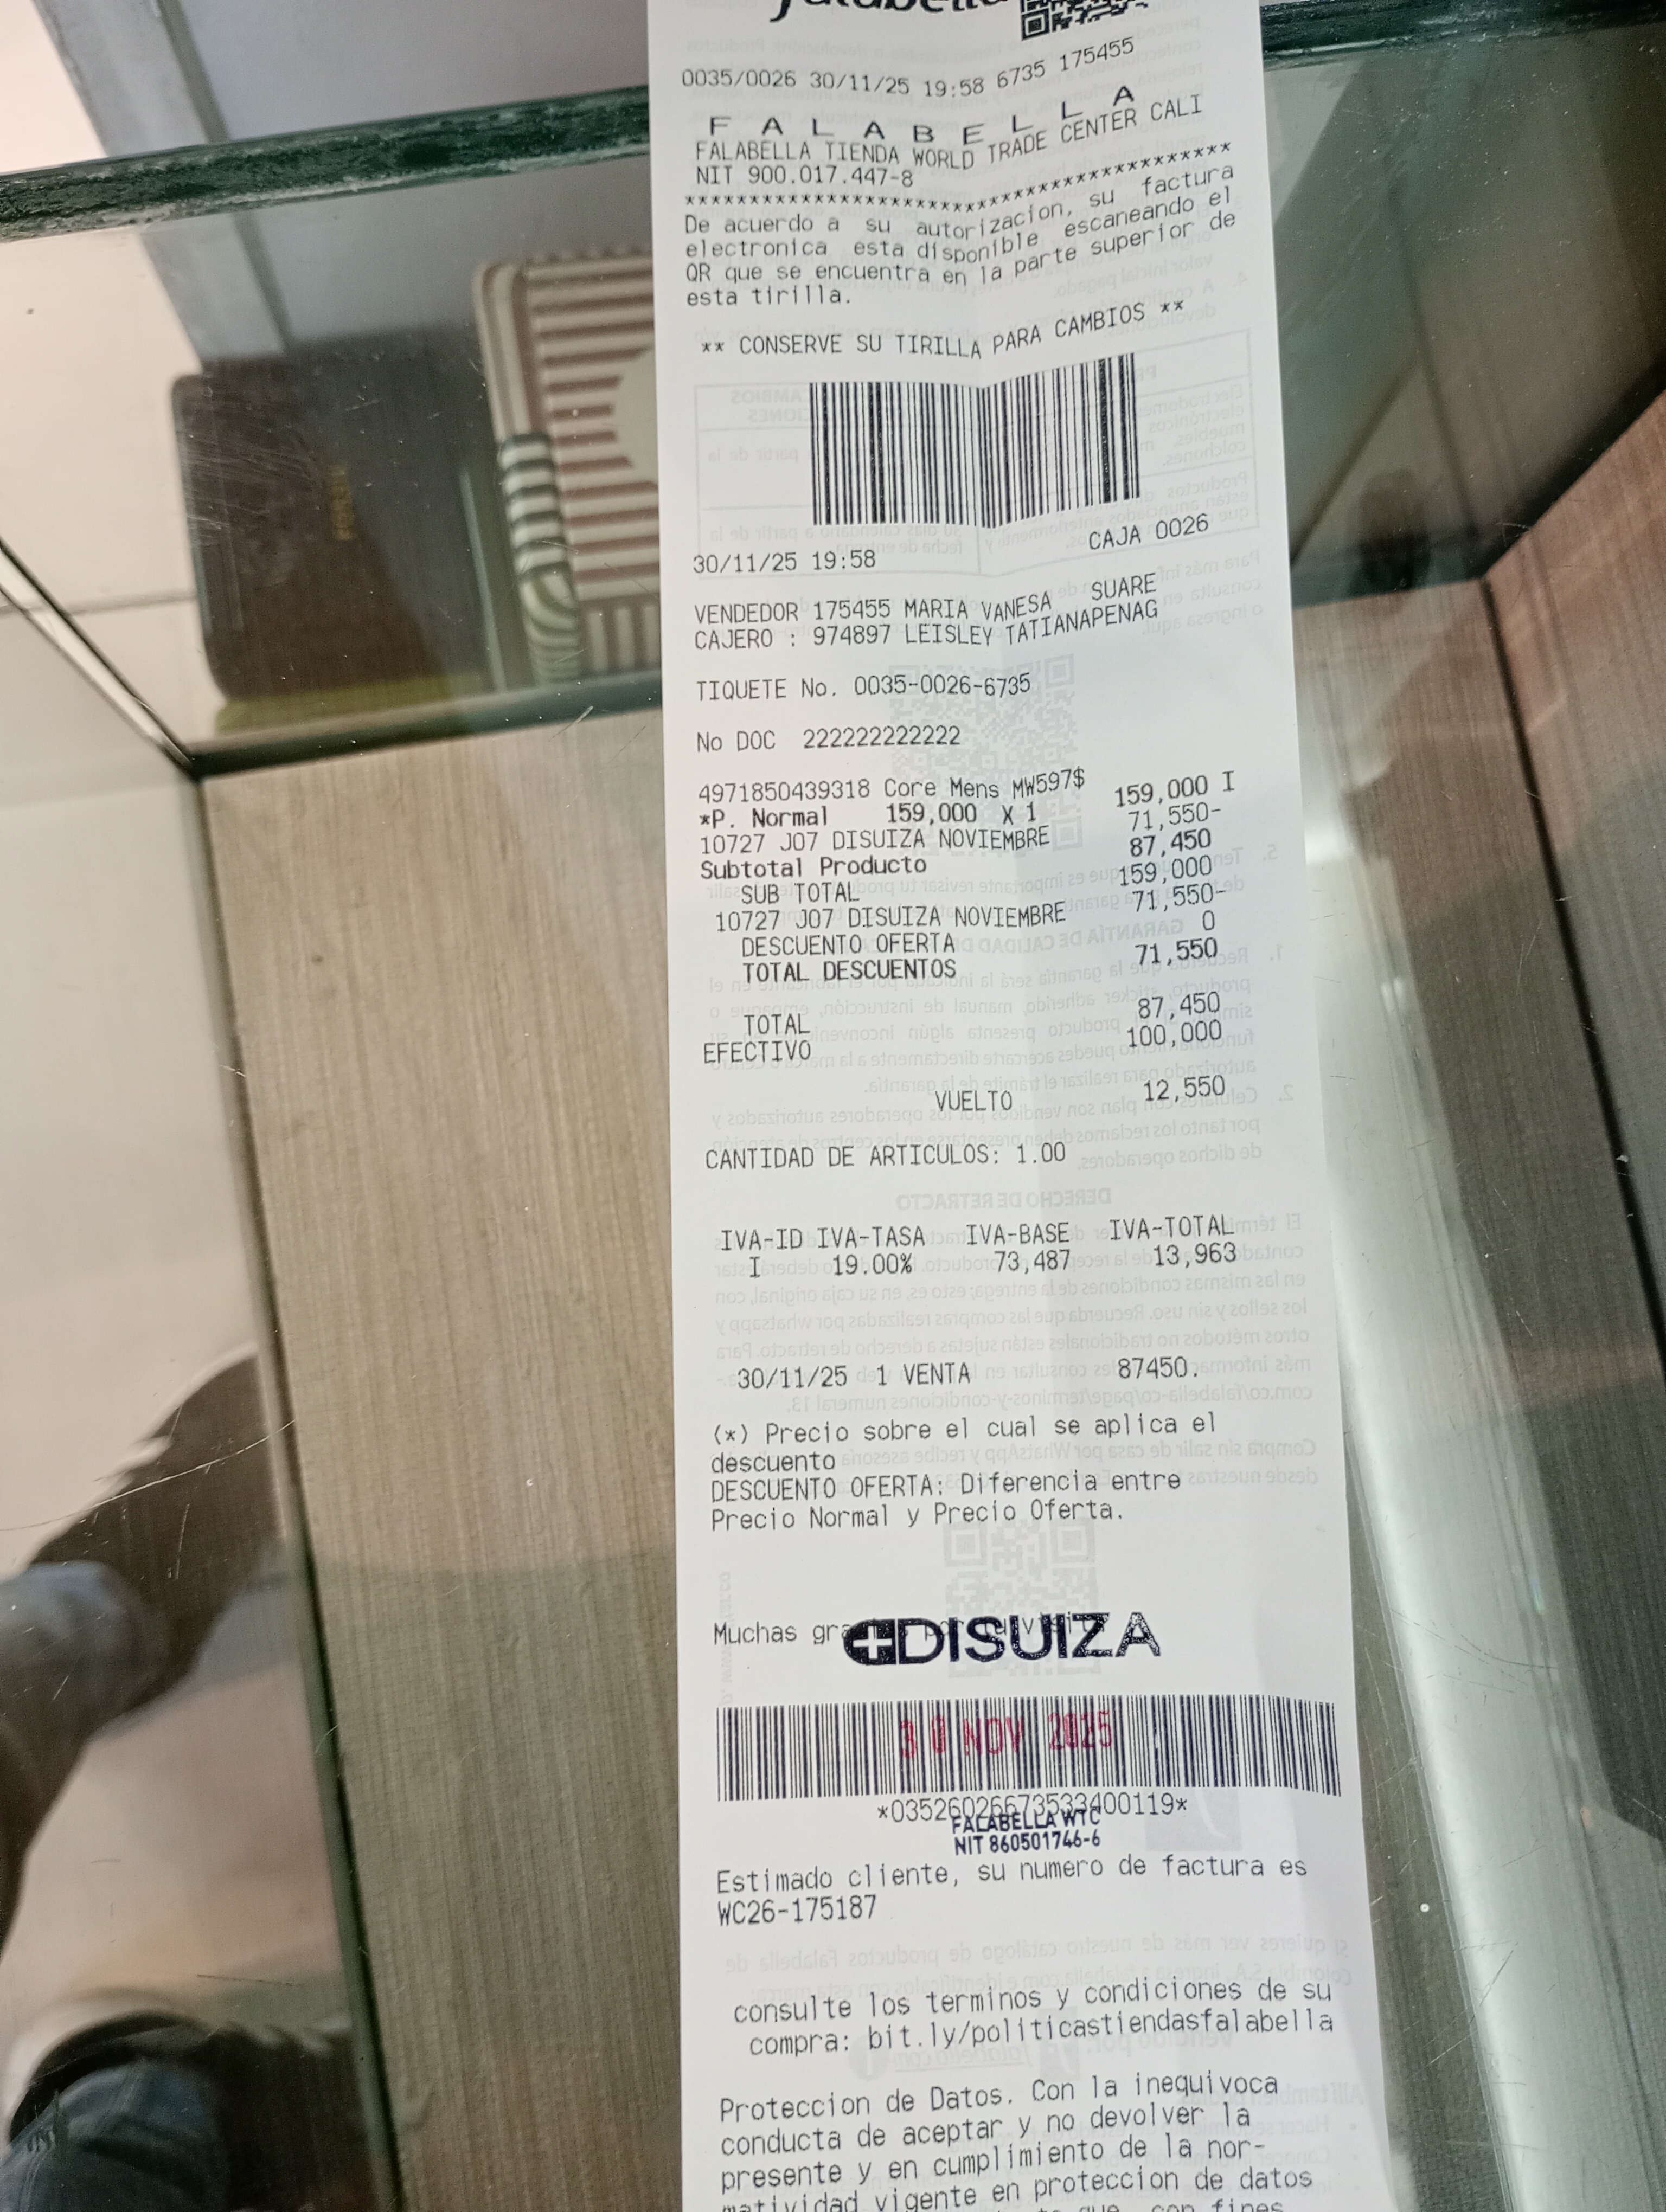 falabella
0035/0026 30/11/25 19:58 6735 175455
F A L A B E L L A
FALABELLA TIENDA WORLD TRADE CENTER CALI
NIT 900.017.447-8
****************************************
De acuerdo a su autorizacion, su factura
electronica esta disponible escaneando el
QR que se encuentra en la parte superior de
esta tirilla.
** CONSERVE SU TIRILLA PARA CAMBIOS **
30/11/25 19:58 CAJA 0026
VENDEDOR 175455 MARIA VANESA SUARE
CAJERO : 974897 LEISLEY TATIANAPENAG
TIQUETE No. 0035-0026-6735
No DOC 222222222222
4971850439318 Core Mens MW597$ 159,000 I
*P. Normal 159,000 X 1
10727 J07 DISUIZA NOVIEMBRE 71,550-
Subtotal Producto 87,450
SUB TOTAL 159,000
10727 J07 DISUIZA NOVIEMBRE 71,550-
DESCUENTO OFERTA 0
TOTAL DESCUENTOS 71,550
TOTAL 87,450
EFECTIVO 100,000
VUELTO 12,550
CANTIDAD DE ARTICULOS: 1.00
IVA-ID IVA-TASA IVA-BASE IVA-TOTAL
I 19.00% 73,487 13,963
30/11/25 1 VENTA 87450.
(*) Precio sobre el cual se aplica el
descuento
DESCUENTO OFERTA: Diferencia entre
Precio Normal y Precio Oferta.
Muchas
DISUIZA
30 NOV 2025
*0352602667353340​0119*
FALABELLA WTC
NIT 860501746-6
Estimado cliente, su numero de factura es
WC26-175187
consulte los terminos y condiciones de su
compra: bit.ly/politicastiendasfalabella
Proteccion de Datos. Con la inequivoca
conducta de aceptar y no devolver la
presente y en cumplimiento de la nor-
matividad vigente en proteccion de datos